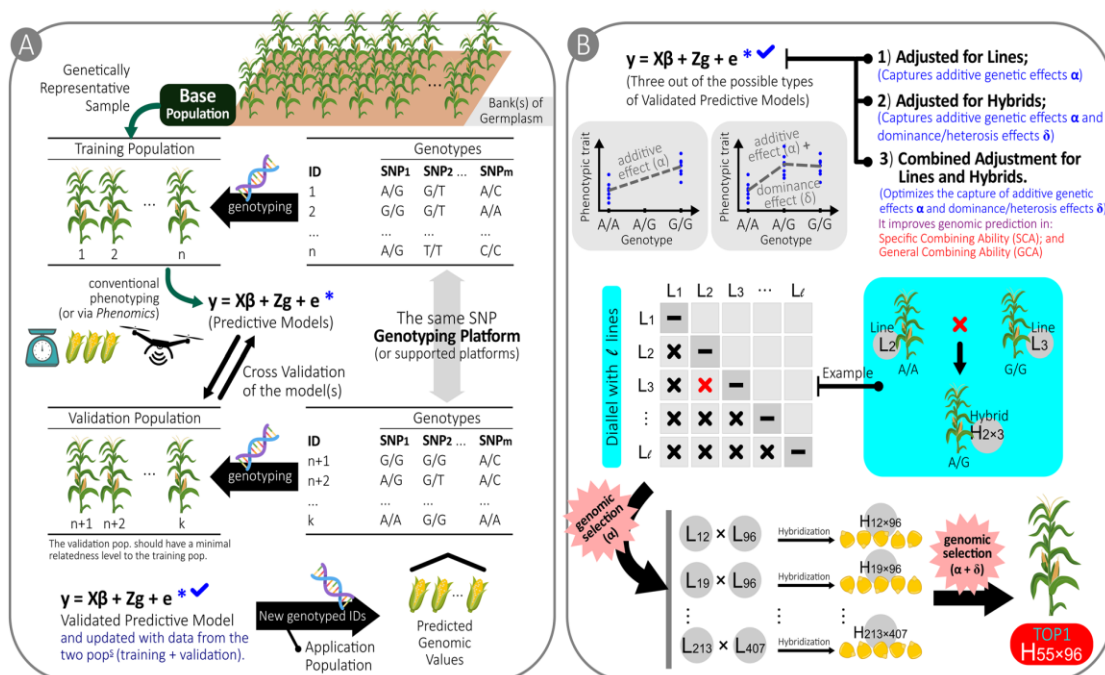 A
Genetically
Representative
Sample
Base
Population
Bank(s) of
Germplasm
Training Population
1 2 n
genotyping
Genotypes
ID SNP1 SNP2 ... SNPm
1 A/G G/T A/C
2 G/G G/T A/A
... ... ... ...
n A/G T/T C/C
conventional
phenotyping
(or via Phenomics)
y = Xβ + Zg + e *
(Predictive Models)
The same SNP
Genotyping Platform
(or supported platforms)
Cross Validation
of the model(s)
Validation Population
n+1 n+2 k
The validation pop. should have a minimal
relatedness level to the training pop.
genotyping
Genotypes
ID SNP1 SNP2 ... SNPm
n+1 G/G G/G A/C
n+2 A/G G/T A/C
... ... ... ...
k A/A G/G A/A
y = Xβ + Zg + e * ✔
Validated Predictive Model
and updated with data from the
two popˢ (training + validation).
New genotyped IDs
Application
Population
Predicted
Genomic
Values
B
y = Xβ + Zg + e * ✔
(Three out of the possible types
of Validated Predictive Models)
1) Adjusted for Lines;
(Captures additive genetic effects α)
2) Adjusted for Hybrids;
(Captures additive genetic effects α and
dominance/heterosis effects δ)
3) Combined Adjustment for
Lines and Hybrids.
(Optimizes the capture of additive genetic
effects α and dominance/heterosis effects δ)
It improves genomic prediction in:
Specific Combining Ability (SCA); and
General Combining Ability (GCA)
Phenotypic trait
additive
effect (α)
A/A A/G G/G
Genotype
Phenotypic trait
additive
effect (α) +
dominance
effect (δ)
A/A A/G G/G
Genotype
Diallel with ℓ lines
L1 L2 L3 ... Lℓ
L1
L2
L3
⋮
Lℓ
Example
Line
L2
A/A
Line
L3
G/G
Hybrid
H2×3
A/G
genomic
selection
(α)
L12 × L96 Hybridization H12×96
L19 × L96 Hybridization H19×96
⋮ ⋮ ⋮
L213 × L407 Hybridization H213×407
genomic
selection
(α + δ)
TOP1
H55×96